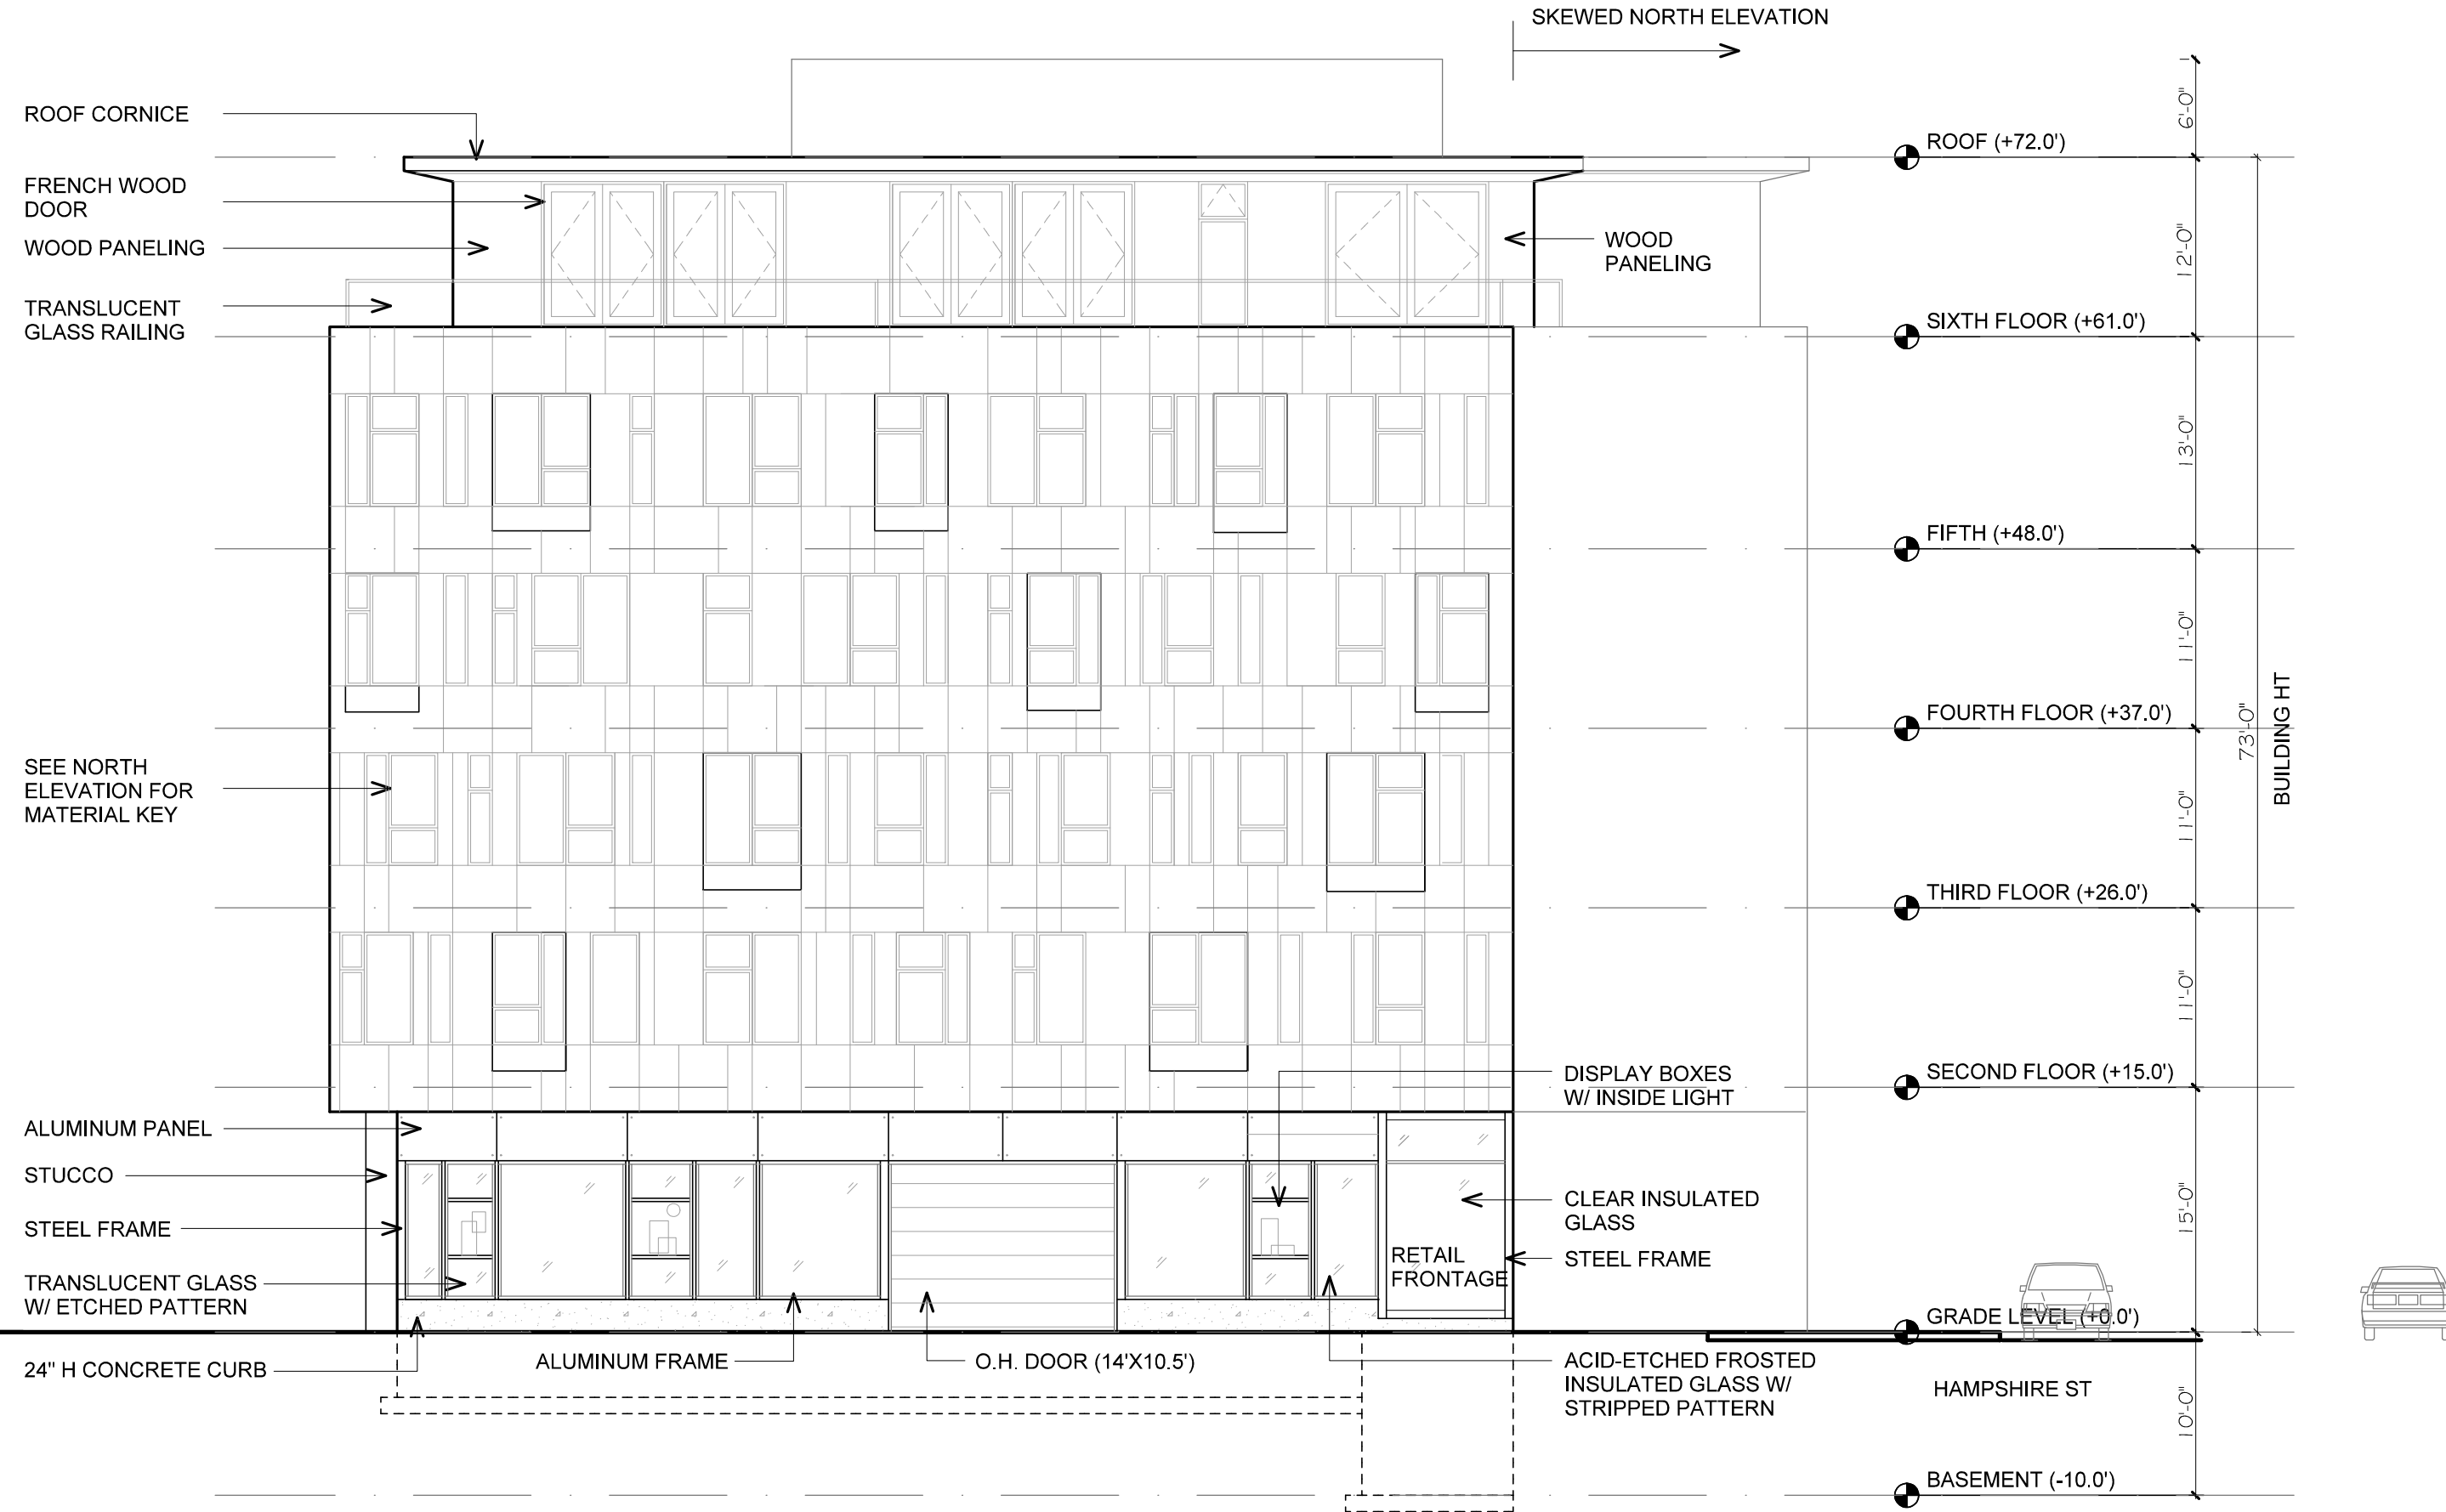 SKEWED NORTH ELEVATION
ROOF CORNICE
FRENCH WOOD
DOOR
WOOD PANELING
TRANSLUCENT
GLASS RAILING
SEE NORTH
ELEVATION FOR
MATERIAL KEY
ALUMINUM PANEL
STUCCO
STEEL FRAME
TRANSLUCENT GLASS
W/ ETCHED PATTERN
24" H CONCRETE CURB
ALUMINUM FRAME
O.H. DOOR (14'X10.5')
WOOD
PANELING
DISPLAY BOXES
W/ INSIDE LIGHT
CLEAR INSULATED
GLASS
RETAIL
FRONTAGE
STEEL FRAME
ACID-ETCHED FROSTED
INSULATED GLASS W/
STRIPPED PATTERN
ROOF (+72.0')
SIXTH FLOOR (+61.0')
FIFTH (+48.0')
FOURTH FLOOR (+37.0')
THIRD FLOOR (+26.0')
SECOND FLOOR (+15.0')
GRADE LEVEL (+0.0')
HAMPSHIRE ST
BASEMENT (-10.0')
6'-0"
12'-0"
13'-0"
11'-0"
11'-0"
11'-0"
15'-0"
10'-0"
73'-0"
BUILDING HT